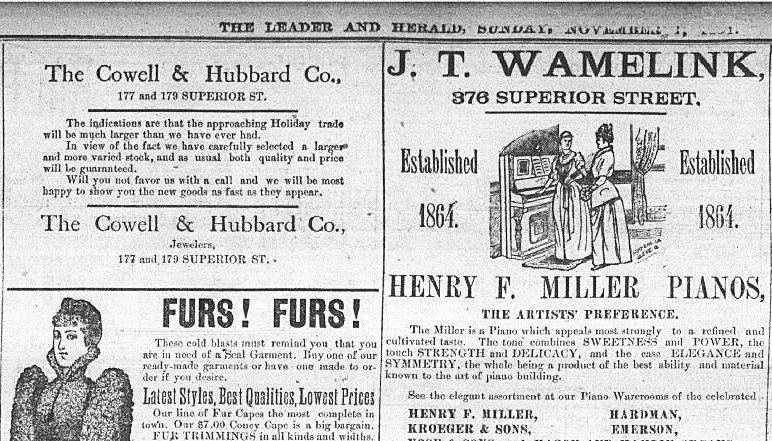 THE LEADER AND HERALD, SUNDAY, NOVEMBER 1,
The Cowell & Hubbard Co.,
177 and 179 SUPERIOR ST.
The indications are that the approaching Holiday trade
will be much larger than we have ever had.
In view of the fact we have carefully selected a larger
and more varied stock, and as usual both quality and price
will be guaranteed.
Will you not favor us with a call and we will be most
happy to show you the new goods as fast as they appear.
The Cowell & Hubbard Co.,
Jewelers,
177 and 179 SUPERIOR ST.
FURS! FURS!
These cold blasts must remind you that you
are in need of a Seal Garment. Buy one of our
ready-made garments or have one made to or-
der if you desire.
Latest Styles, Best Qualities, Lowest Prices
Our line of Fur Capes the most complete in
town. Our $7.00 Coney Cape is a big bargain.
FUR TRIMMINGS in all kinds and widths.
J. T. WAMELINK,
376 SUPERIOR STREET.
Established
1864.
Established
1864.
HENRY F. MILLER PIANOS,
THE ARTISTS' PREFERENCE.
The Miller is a Piano which appeals most strongly to a refined and
cultivated taste. The tone combines SWEETNESS and POWER, the
touch STRENGTH and DELICACY, and the case ELEGANCE and
SYMMETRY, the whole being a product of the best ability and material
known to the art of piano building.
See the elegant assortment at our Piano Warerooms of the celebrated
HENRY F. MILLER, HARDMAN,
KROEGER & SONS, EMERSON,